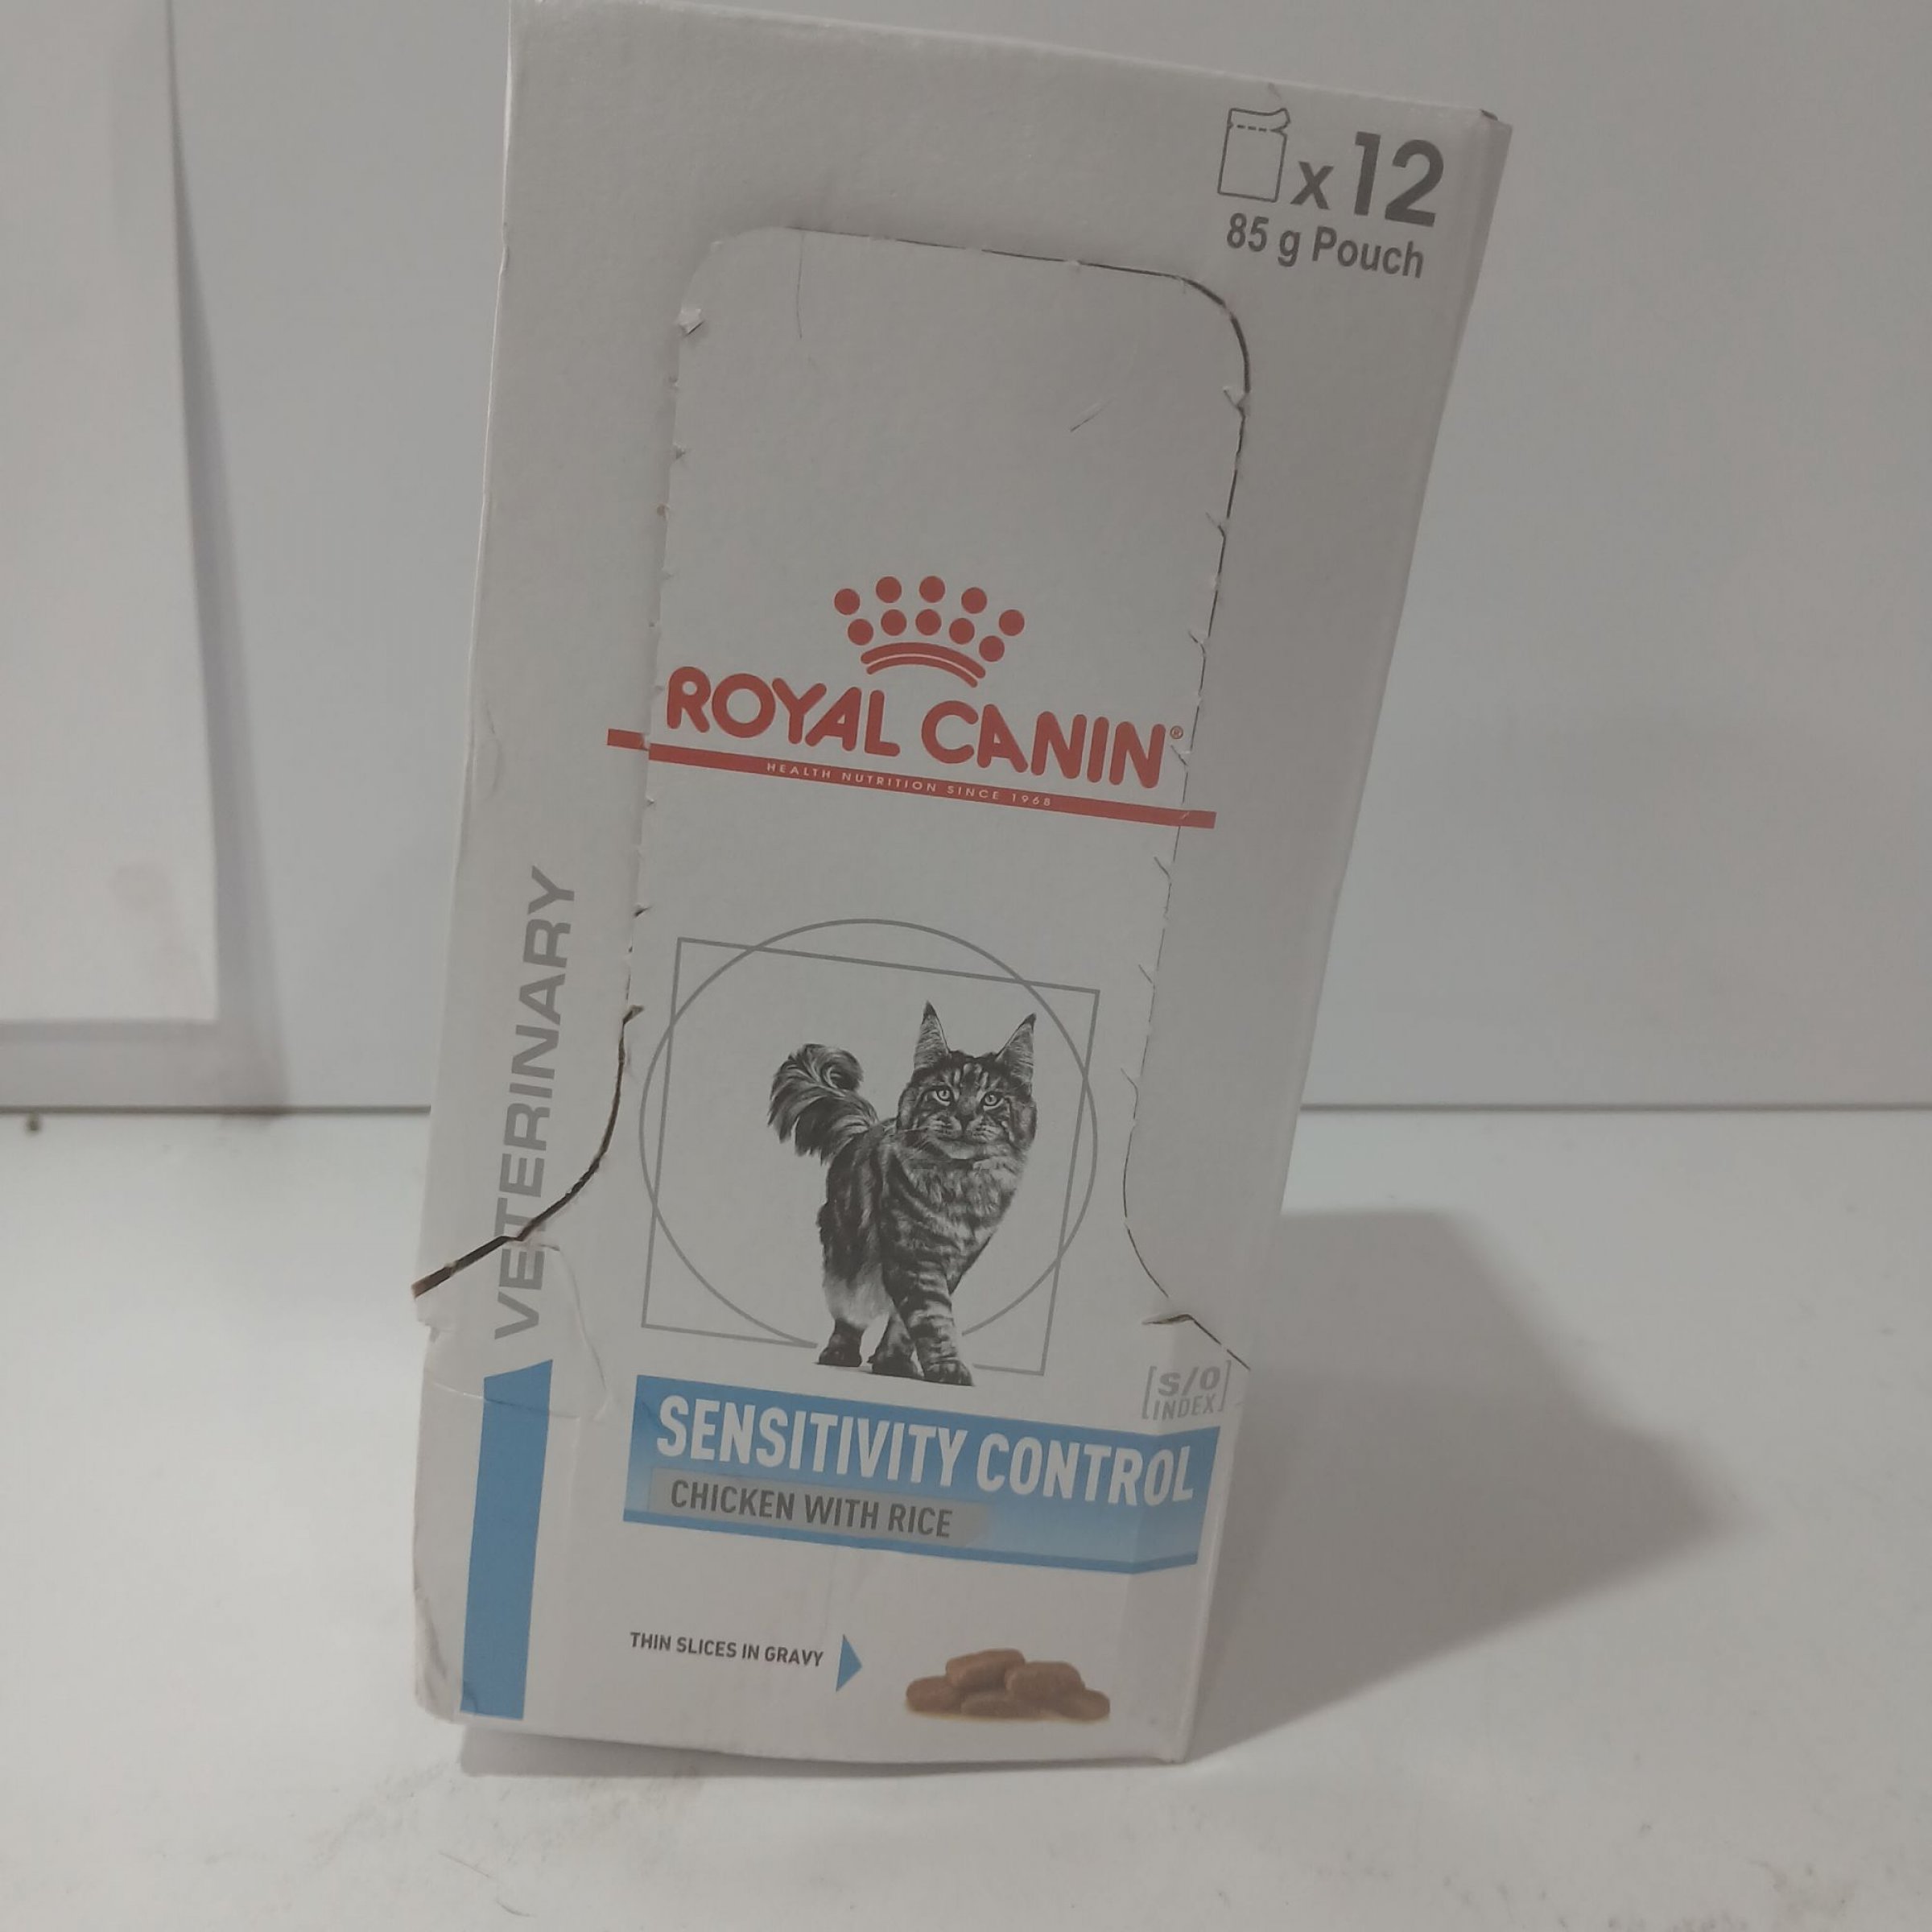 x12
85 g Pouch
ROYAL CANIN®
HEALTH NUTRITION SINCE 1968
VETERINARY
S/O
INDEX
SENSITIVITY CONTROL
CHICKEN WITH RICE
THIN SLICES IN GRAVY